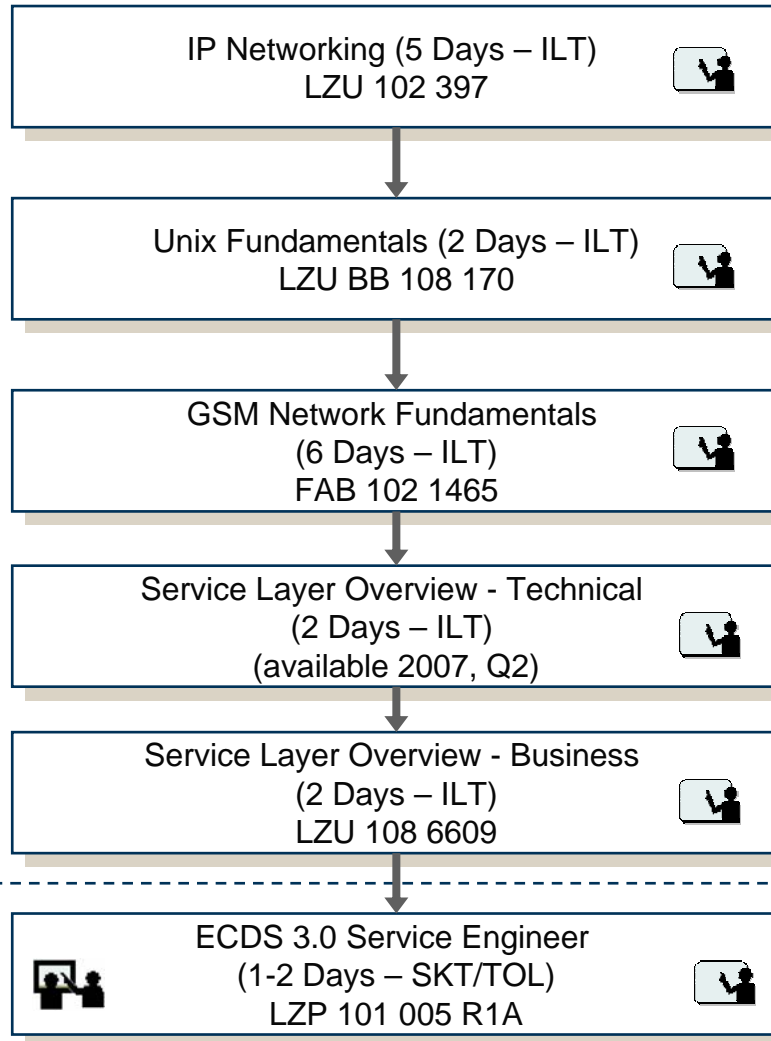 IP Networking (5 Days – ILT)
LZU 102 397
Unix Fundamentals (2 Days – ILT)
LZU BB 108 170
GSM Network Fundamentals
(6 Days – ILT)
FAB 102 1465
Service Layer Overview - Technical
(2 Days – ILT)
(available 2007, Q2)
Service Layer Overview - Business
(2 Days – ILT)
LZU 108 6609
ECDS 3.0 Service Engineer
(1-2 Days – SKT/TOL)
LZP 101 005 R1A